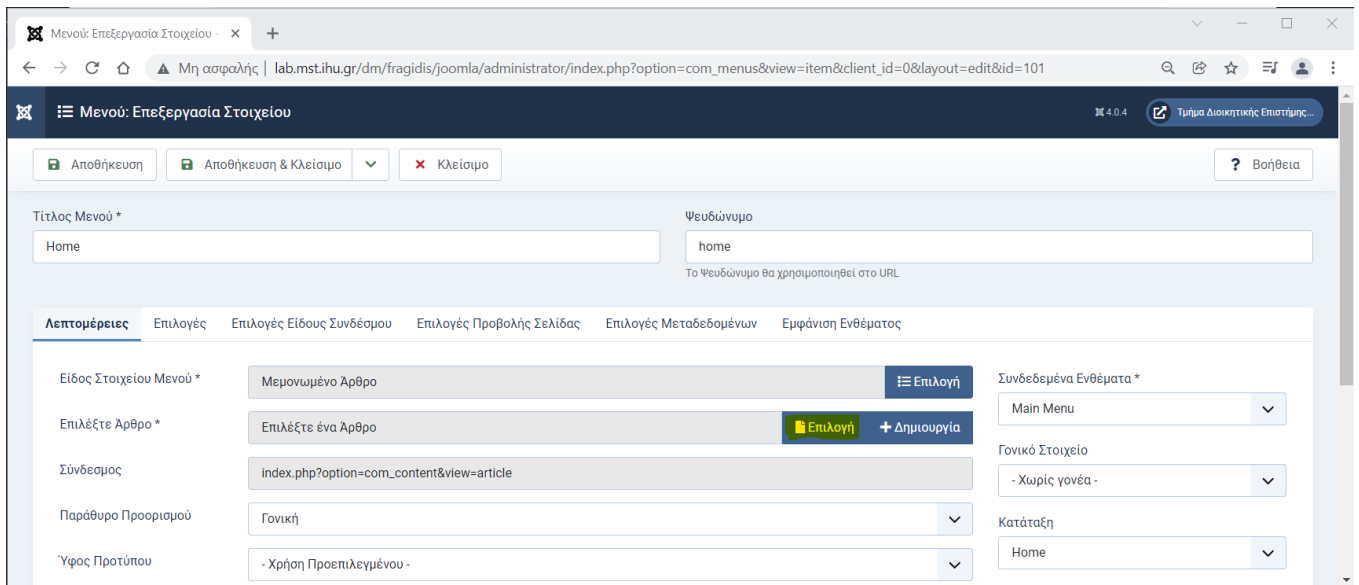 Μενού: Επεξεργασία Στοιχείου -
Μη ασφαλής | lab.mst.ihu.gr/dm/fragidis/joomla/administrator/index.php?option=com_menus&view=item&client_id=0&layout=edit&id=101
Μενού: Επεξεργασία Στοιχείου 4.0.4 Τμήμα Διοικητικής Επιστήμης...
Αποθήκευση Αποθήκευση & Κλείσιμο Κλείσιμο ? Βοήθεια
Τίτλος Μενού * Ψευδώνυμο
Home home
Το Ψευδώνυμο θα χρησιμοποιηθεί στο URL
Λεπτομέρειες Επιλογές Επιλογές Είδους Συνδέσμου Επιλογές Προβολής Σελίδας Επιλογές Μεταδεδομένων Εμφάνιση Ενθέματος
Είδος Στοιχείου Μενού * Μεμονωμένο Άρθρο Επιλογή Συνδεδεμένα Ενθέματα *
Main Menu
Επιλέξτε Άρθρο * Επιλέξτε ένα Άρθρο Επιλογή + Δημιουργία
Γονικό Στοιχείο
Σύνδεσμος index.php?option=com_content&view=article - Χωρίς γονέα -
Παράθυρο Προορισμού Γονική Κατάταξη
Home
Ύφος Προτύπου - Χρήση Προεπιλεγμένου -